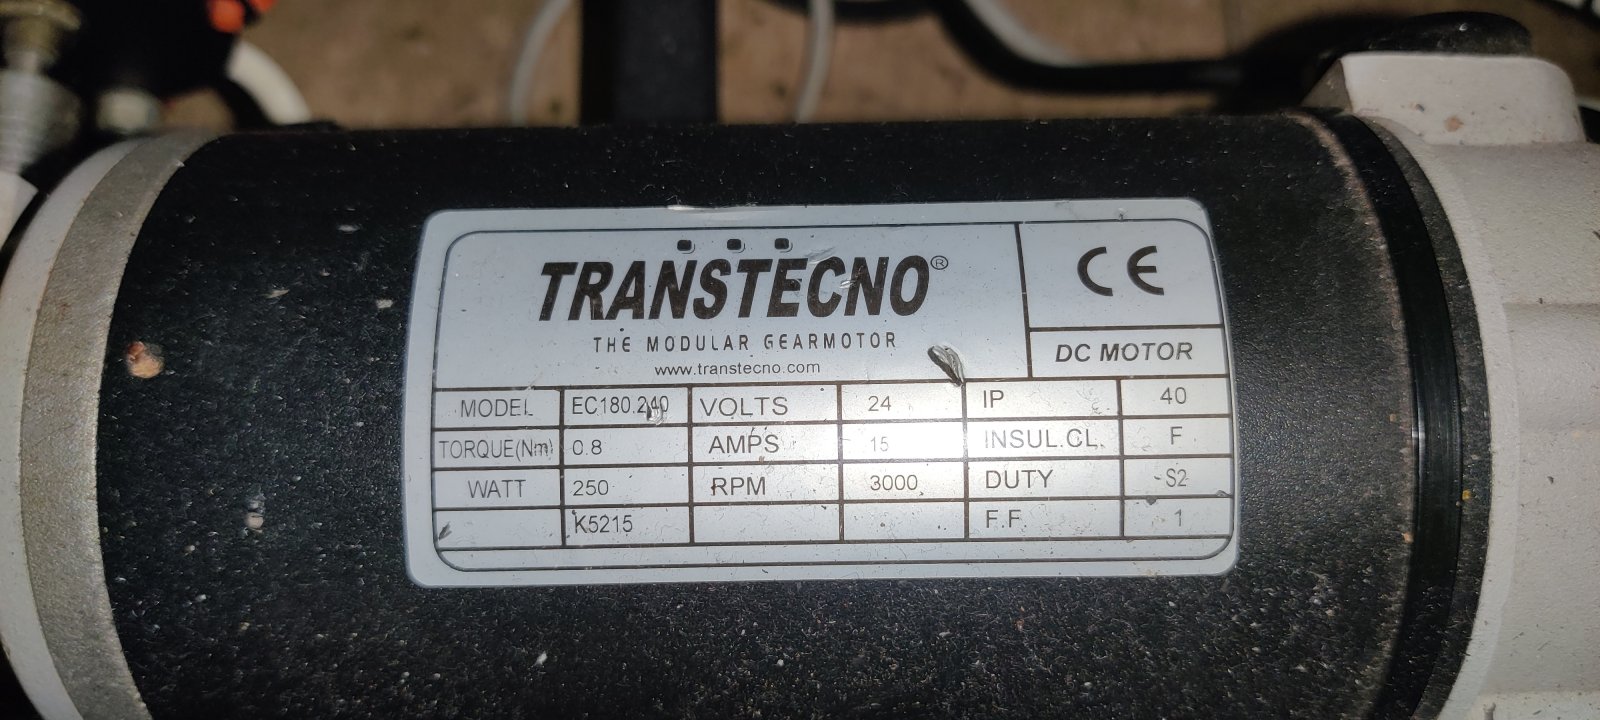 TRANSTECNO®
THE MODULAR GEARMOTOR
www.transtecno.com
CE
DC MOTOR
MODEL EC180.240 VOLTS 24 IP 40
TORQUE(Nm) 0.8 AMPS 15 INSUL.CL. F
WATT 250 RPM 3000 DUTY S2
K5215 F.F. 1